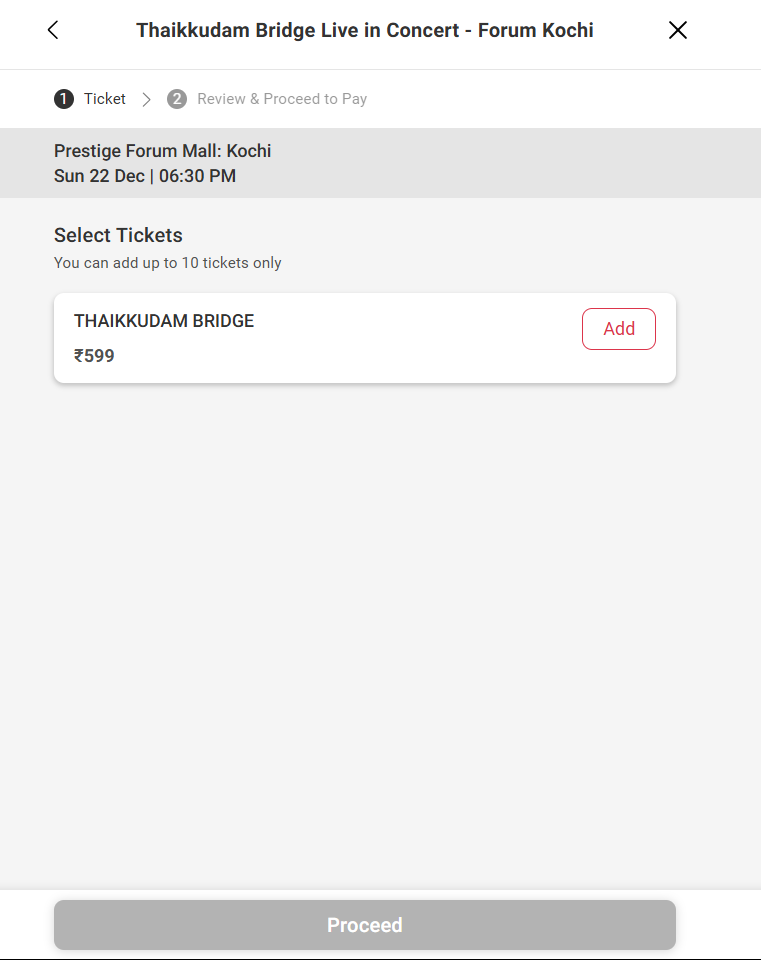 Thaikkudam Bridge Live in Concert - Forum Kochi
1 Ticket 2 Review & Proceed to Pay
Prestige Forum Mall: Kochi
Sun 22 Dec | 06:30 PM
Select Tickets
You can add up to 10 tickets only
THAIKKUDAM BRIDGE
Add
₹599
Proceed